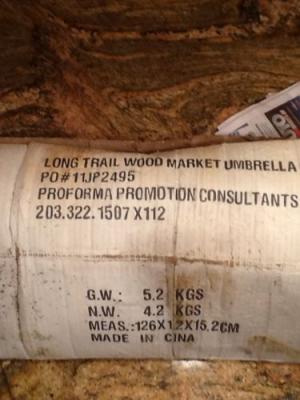 LONG TRAIL WOOD MARKET UMBRELLA
PO#11JP2495
PROFORMA PROMOTION CONSULTANTS
203.322.1507 X112
G.W.: 5.2 KGS
N.W. 4.2 KGS
MEAS.:126X12X15.2CM
MADE IN CINA